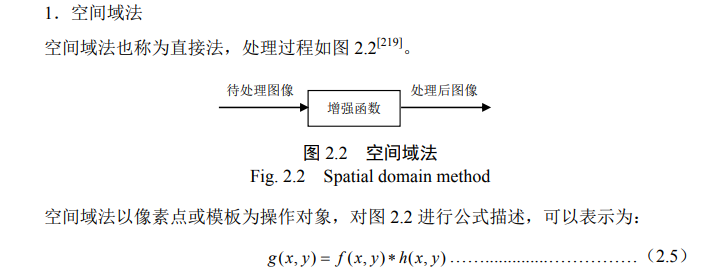 1．空间域法
空间域法也称为直接法，处理过程如图 2.2[219]。
待处理图像
增强函数
处理后图像
图 2.2 空间域法
Fig. 2.2 Spatial domain method
空间域法以像素点或模板为操作对象，对图 2.2 进行公式描述，可以表示为：
g(x, y) = f(x, y)*h(x, y)……..............……………（2.5）